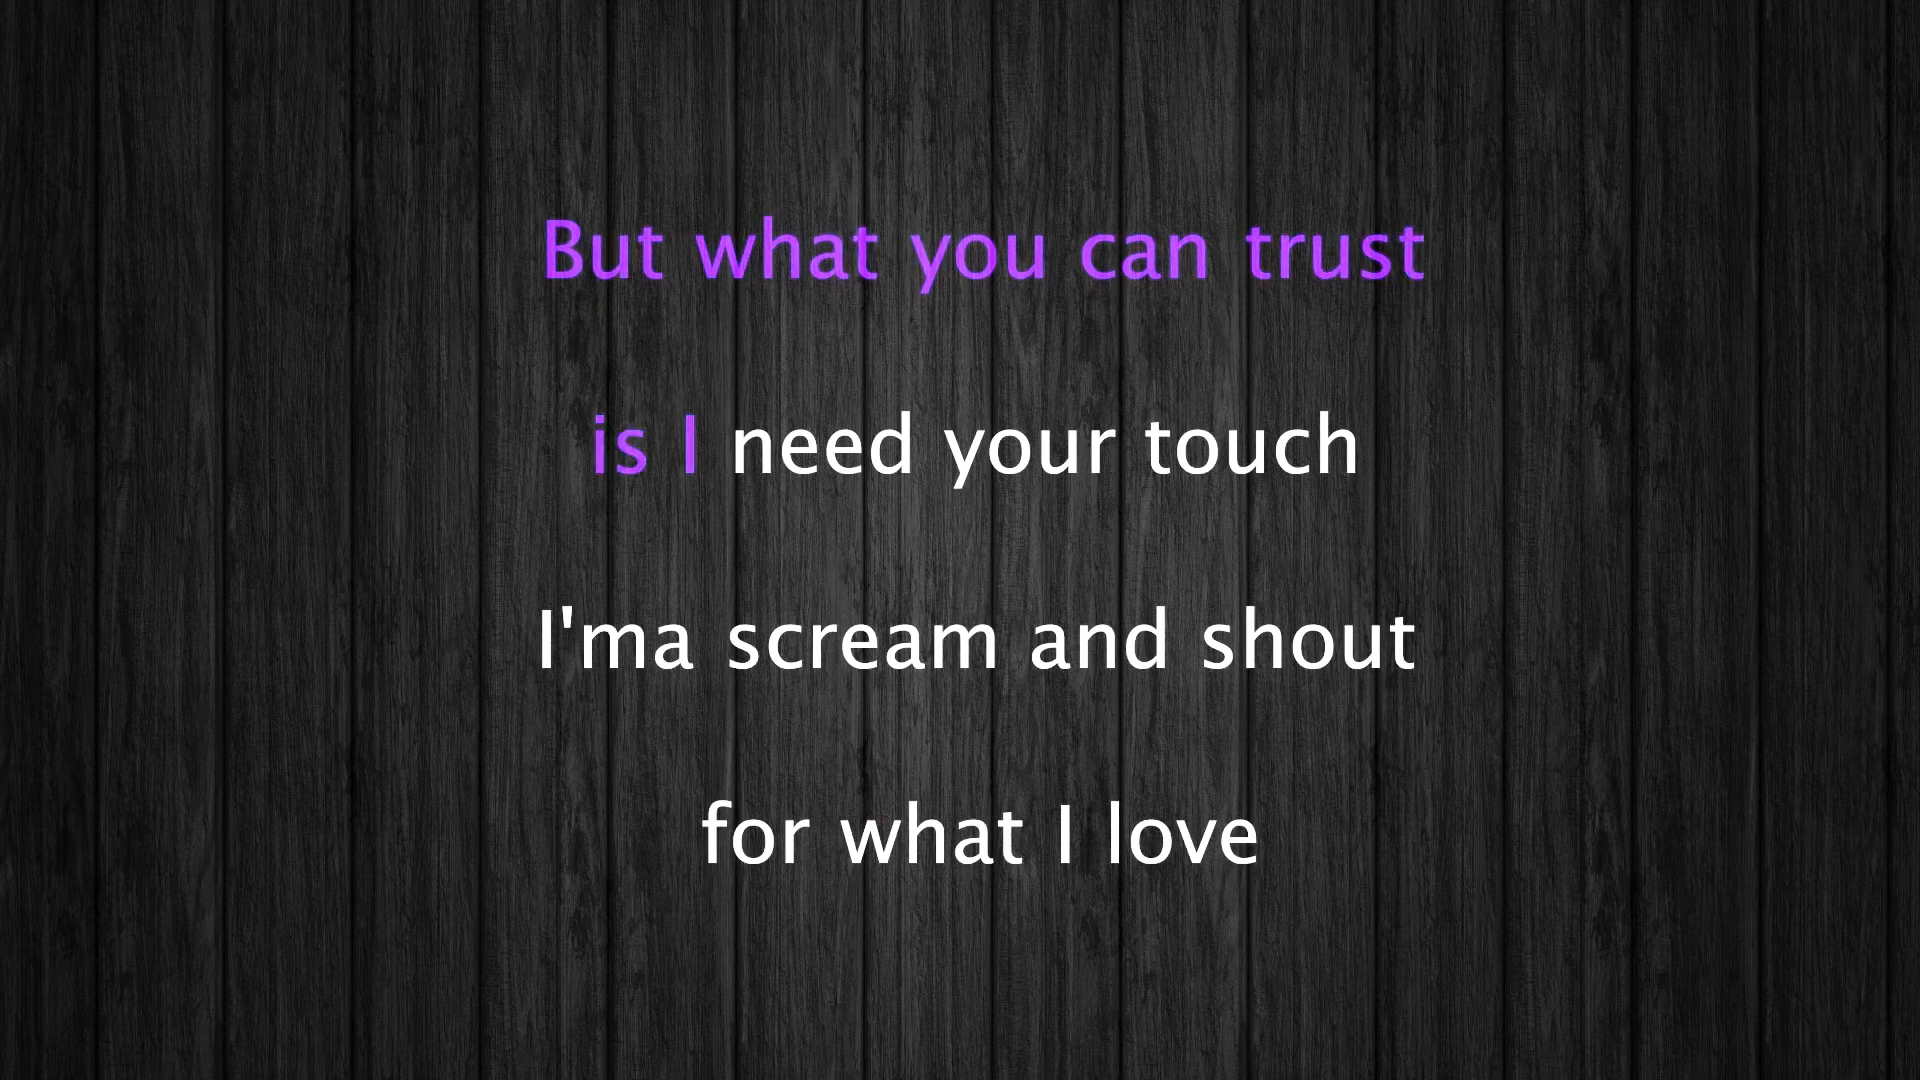 But what you can trust
is I need your touch
I'ma scream and shout
for what I love